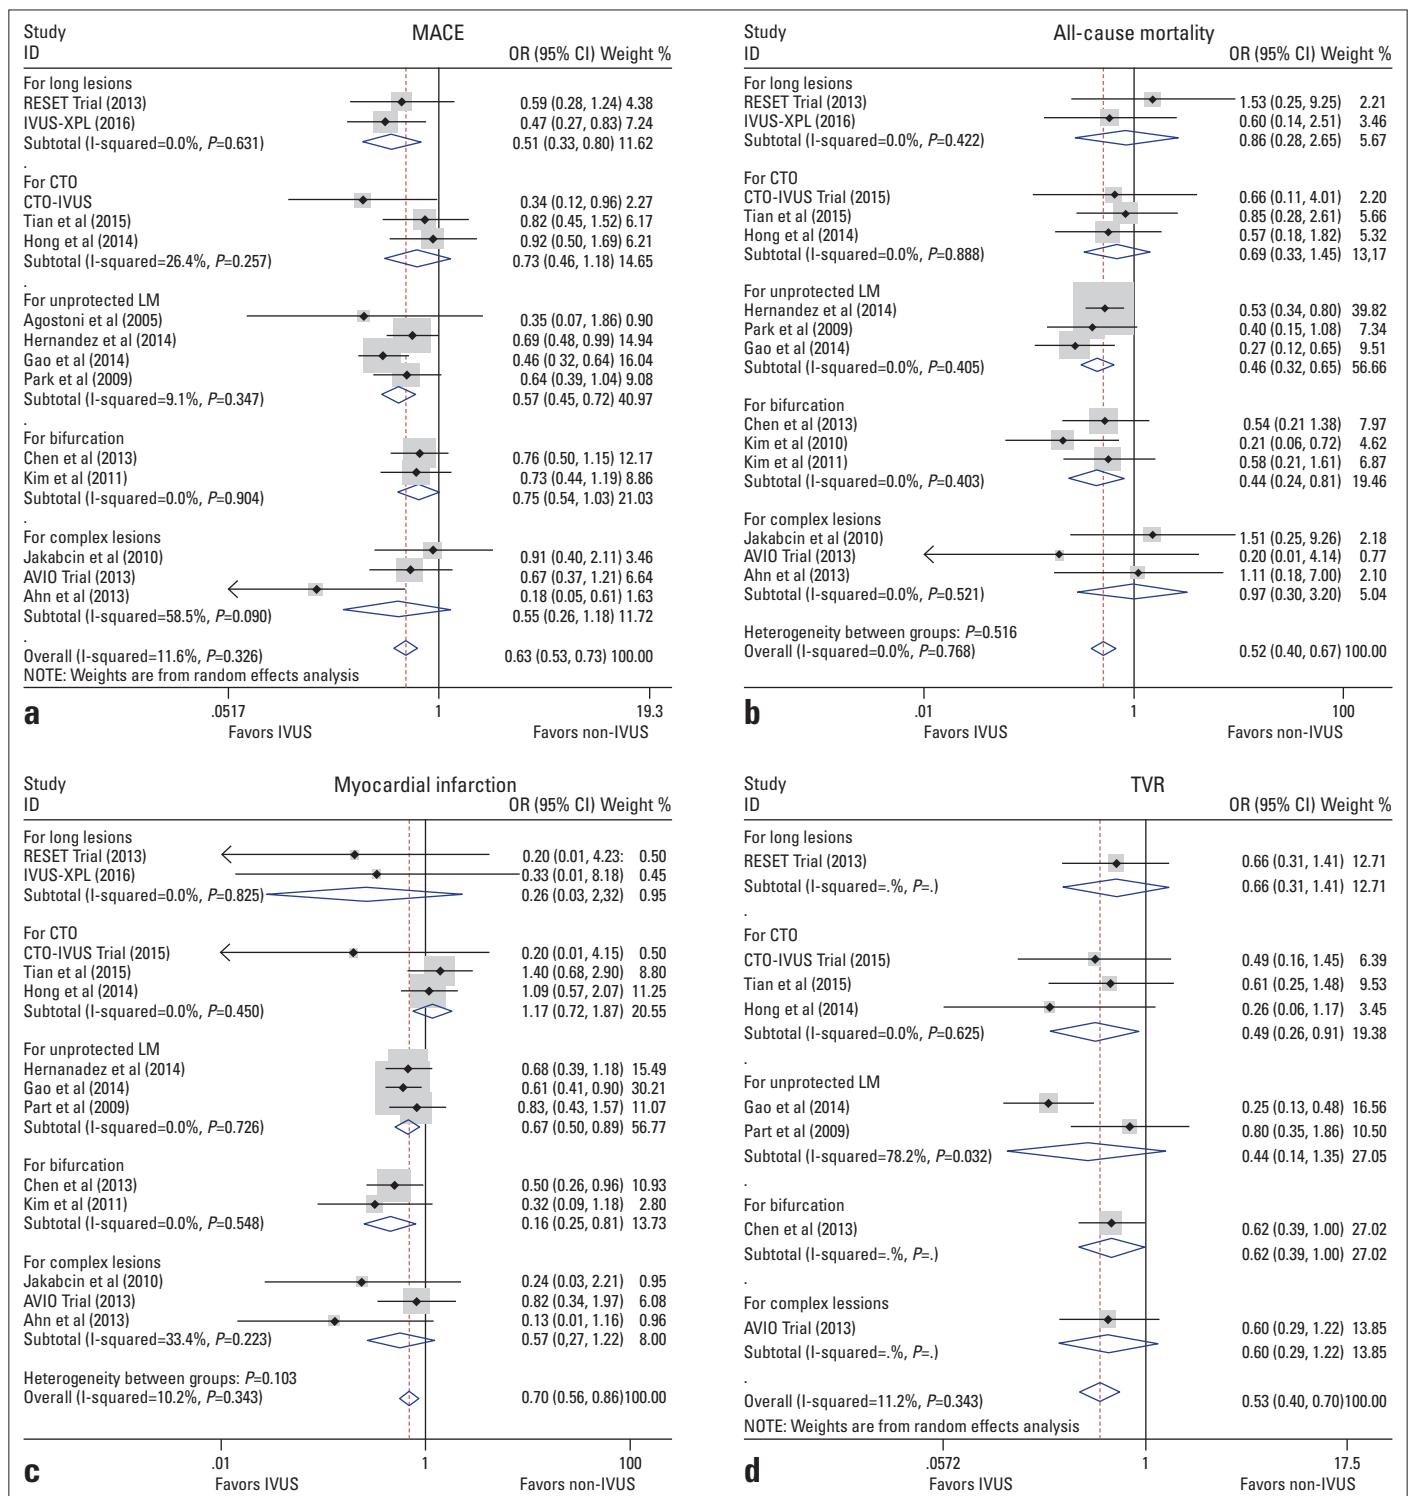 Study MACE
ID OR (95% CI) Weight %
For long lesions
RESET Trial (2013) 0.59 (0.28, 1.24) 4.38
IVUS-XPL (2016) 0.47 (0.27, 0.83) 7.24
Subtotal (I-squared=0.0%, P=0.631) 0.51 (0.33, 0.80) 11.62
.
For CTO
CTO-IVUS 0.34 (0.12, 0.96) 2.27
Tian et al (2015) 0.82 (0.45, 1.52) 6.17
Hong et al (2014) 0.92 (0.50, 1.69) 6.21
Subtotal (I-squared=26.4%, P=0.257) 0.73 (0.46, 1.18) 14.65
.
For unprotected LM
Agostoni et al (2005) 0.35 (0.07, 1.86) 0.90
Hernandez et al (2014) 0.69 (0.48, 0.99) 14.94
Gao et al (2014) 0.46 (0.32, 0.64) 16.04
Park et al (2009) 0.64 (0.39, 1.04) 9.08
Subtotal (I-squared=9.1%, P=0.347) 0.57 (0.45, 0.72) 40.97
.
For bifurcation
Chen et al (2013) 0.76 (0.50, 1.15) 12.17
Kim et al (2011) 0.73 (0.44, 1.19) 8.86
Subtotal (I-squared=0.0%, P=0.904) 0.75 (0.54, 1.03) 21.03
.
For complex lesions
Jakabcin et al (2010) 0.91 (0.40, 2.11) 3.46
AVIO Trial (2013) 0.67 (0.37, 1.21) 6.64
Ahn et al (2013) 0.18 (0.05, 0.61) 1.63
Subtotal (I-squared=58.5%, P=0.090) 0.55 (0.26, 1.18) 11.72
.
Overall (I-squared=11.6%, P=0.326) 0.63 (0.53, 0.73) 100.00
NOTE: Weights are from random effects analysis
.0517 1 19.3
a Favors IVUS Favors non-IVUS
Study All-cause mortality
ID OR (95% CI) Weight %
For long lesions
RESET Trial (2013) 1.53 (0.25, 9.25) 2.21
IVUS-XPL (2016) 0.60 (0.14, 2.51) 3.46
Subtotal (I-squared=0.0%, P=0.422) 0.86 (0.28, 2.65) 5.67
For CTO
CTO-IVUS Trial (2015) 0.66 (0.11, 4.01) 2.20
Tian et al (2015) 0.85 (0.28, 2.61) 5.66
Hong et al (2014) 0.57 (0.18, 1.82) 5.32
Subtotal (I-squared=0.0%, P=0.888) 0.69 (0.33, 1.45) 13,17
For unprotected LM
Hernandez et al (2014) 0.53 (0.34, 0.80) 39.82
Park et al (2009) 0.40 (0.15, 1.08) 7.34
Gao et al (2014) 0.27 (0.12, 0.65) 9.51
Subtotal (I-squared=0.0%, P=0.405) 0.46 (0.32, 0.65) 56.66
For bifurcation
Chen et al (2013) 0.54 (0.21 1.38) 7.97
Kim et al (2010) 0.21 (0.06, 0.72) 4.62
Kim et al (2011) 0.58 (0.21, 1.61) 6.87
Subtotal (I-squared=0.0%, P=0.403) 0.44 (0.24, 0.81) 19.46
For complex lesions
Jakabcin et al (2010) 1.51 (0.25, 9.26) 2.18
AVIO Trial (2013) 0.20 (0.01, 4.14) 0.77
Ahn et al (2013) 1.11 (0.18, 7.00) 2.10
Subtotal (I-squared=0.0%, P=0.521) 0.97 (0.30, 3.20) 5.04
Heterogeneity between groups: P=0.516
Overall (I-squared=0.0%, P=0.768) 0.52 (0.40, 0.67) 100.00
.01 1 100
b Favors IVUS Favors non-IVUS
Study Myocardial infarction
ID OR (95% CI) Weight %
For long lesions
RESET Trial (2013) 0.20 (0.01, 4.23: 0.50
IVUS-XPL (2016) 0.33 (0.01, 8.18) 0.45
Subtotal (I-squared=0.0%, P=0.825) 0.26 (0.03, 2,32) 0.95
For CTO
CTO-IVUS Trial (2015) 0.20 (0.01, 4.15) 0.50
Tian et al (2015) 1.40 (0.68, 2.90) 8.80
Hong et al (2014) 1.09 (0.57, 2.07) 11.25
Subtotal (I-squared=0.0%, P=0.450) 1.17 (0.72, 1.87) 20.55
For unprotected LM
Hernanadez et al (2014) 0.68 (0.39, 1.18) 15.49
Gao et al (2014) 0.61 (0.41, 0.90) 30.21
Part et al (2009) 0.83, (0.43, 1.57) 11.07
Subtotal (I-squared=0.0%, P=0.726) 0.67 (0.50, 0.89) 56.77
For bifurcation
Chen et al (2013) 0.50 (0.26, 0.96) 10.93
Kim et al (2011) 0.32 (0.09, 1.18) 2.80
Subtotal (I-squared=0.0%, P=0.548) 0.16 (0.25, 0.81) 13.73
For complex lesions
Jakabcin et al (2010) 0.24 (0.03, 2.21) 0.95
AVIO Trial (2013) 0.82 (0.34, 1.97) 6.08
Ahn et al (2013) 0.13 (0.01, 1.16) 0.96
Subtotal (I-squared=33.4%, P=0.223) 0.57 (0,27, 1.22) 8.00
Heterogeneity between groups: P=0.103
Overall (I-squared=10.2%, P=0.343) 0.70 (0.56, 0.86)100.00
.01 1 100
c Favors IVUS Favors non-IVUS
Study TVR
ID OR (95% CI) Weight %
For long lesions
RESET Trial (2013) 0.66 (0.31, 1.41) 12.71
Subtotal (I-squared=.%, P=.) 0.66 (0.31, 1.41) 12.71
.
For CTO
CTO-IVUS Trial (2015) 0.49 (0.16, 1.45) 6.39
Tian et al (2015) 0.61 (0.25, 1.48) 9.53
Hong et al (2014) 0.26 (0.06, 1.17) 3.45
Subtotal (I-squared=0.0%, P=0.625) 0.49 (0.26, 0.91) 19.38
.
For unprotected LM
Gao et al (2014) 0.25 (0.13, 0.48) 16.56
Part et al (2009) 0.80 (0.35, 1.86) 10.50
Subtotal (I-squared=78.2%, P=0.032) 0.44 (0.14, 1.35) 27.05
.
For bifurcation
Chen et al (2013) 0.62 (0.39, 1.00) 27.02
Subtotal (I-squared=.%, P=.) 0.62 (0.39, 1.00) 27.02
.
For complex lessions
AVIO Trial (2013) 0.60 (0.29, 1.22) 13.85
Subtotal (I-squared=.%, P=.) 0.60 (0.29, 1.22) 13.85
.
Overall (I-squared=11.2%, P=0.343) 0.53 (0.40, 0.70)100.00
NOTE: Weights are from random effects analysis
.0572 1 17.5
d Favors IVUS Favors non-IVUS